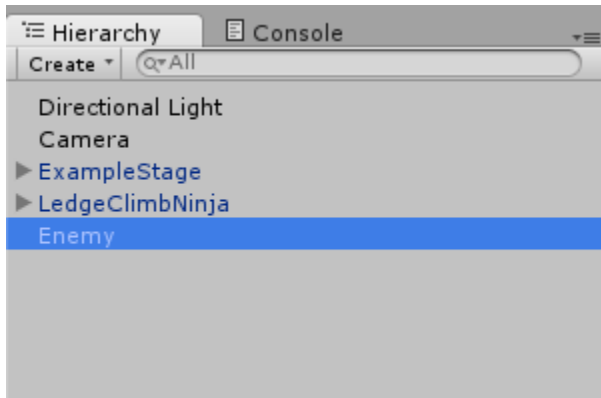 Hierarchy Console
Create All
Directional Light
Camera
ExampleStage
LedgeClimbNinja
Enemy